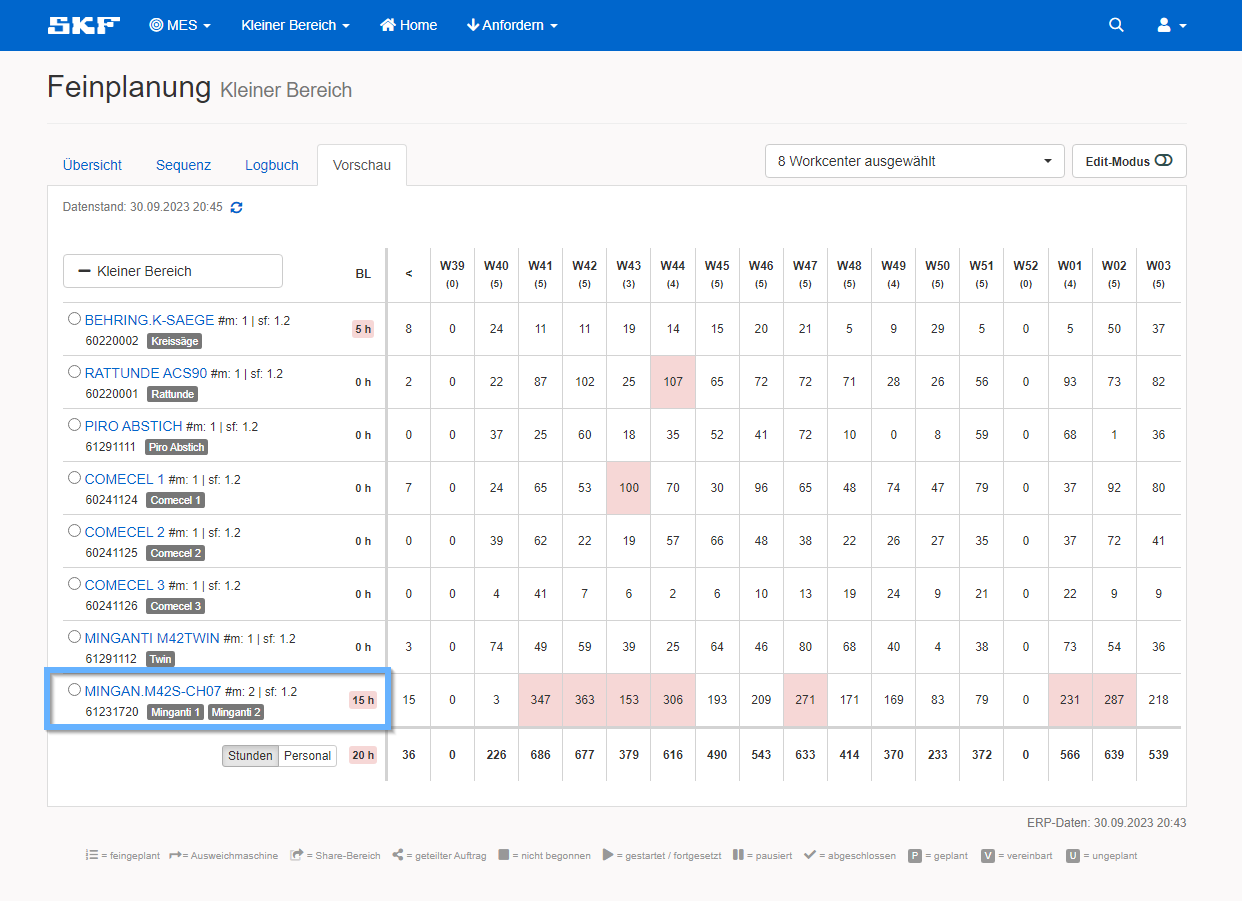 SKF MES Kleiner Bereich Home Anfordern
Feinplanung Kleiner Bereich
Übersicht Sequenz Logbuch Vorschau 8 Workcenter ausgewählt Edit-Modus
Datenstand: 30.09.2023 20:45
Kleiner Bereich BL < W39 W40 W41 W42 W43 W44 W45 W46 W47 W48 W49 W50 W51 W52 W01 W02 W03
(0) (5) (5) (5) (3) (4) (5) (5) (5) (5) (4) (5) (5) (0) (4) (5) (5)
BEHRING.K-SAEGE #m: 1 | sf: 1.2 5 h 8 0 24 11 11 19 14 15 20 21 5 9 29 5 0 5 50 37
60220002 Kreissäge
RATTUNDE ACS90 #m: 1 | sf: 1.2 0 h 2 0 22 87 102 25 107 65 72 72 71 28 26 56 0 93 73 82
60220001 Rattunde
PIRO ABSTICH #m: 1 | sf: 1.2 0 h 0 0 37 25 60 18 35 52 41 72 10 0 8 59 0 68 1 36
61291111 Piro Abstich
COMECEL 1 #m: 1 | sf: 1.2 0 h 7 0 24 65 53 100 70 30 96 65 48 74 47 79 0 37 92 80
60241124 Comecel 1
COMECEL 2 #m: 1 | sf: 1.2 0 h 0 0 39 62 22 19 57 66 48 38 22 26 27 35 0 37 72 41
60241125 Comecel 2
COMECEL 3 #m: 1 | sf: 1.2 0 h 0 0 4 41 7 6 2 6 10 13 19 24 9 21 0 22 9 9
60241126 Comecel 3
MINGANTI M42TWIN #m: 1 | sf: 1.2 0 h 3 0 74 49 59 39 25 64 46 80 68 40 4 38 0 73 54 36
61291112 Twin
MINGAN.M42S-CH07 #m: 2 | sf: 1.2 15 h 15 0 3 347 363 153 306 193 209 271 171 169 83 79 0 231 287 218
61231720 Minganti 1 Minganti 2
Stunden Personal 20 h 36 0 226 686 677 379 616 490 543 633 414 370 233 372 0 566 639 539
ERP-Daten: 30.09.2023 20:43
= feingeplant = Ausweichmaschine = Share-Bereich = geteilter Auftrag = nicht begonnen = gestartet / fortgesetzt = pausiert = abgeschlossen P = geplant V = vereinbart U = ungeplant